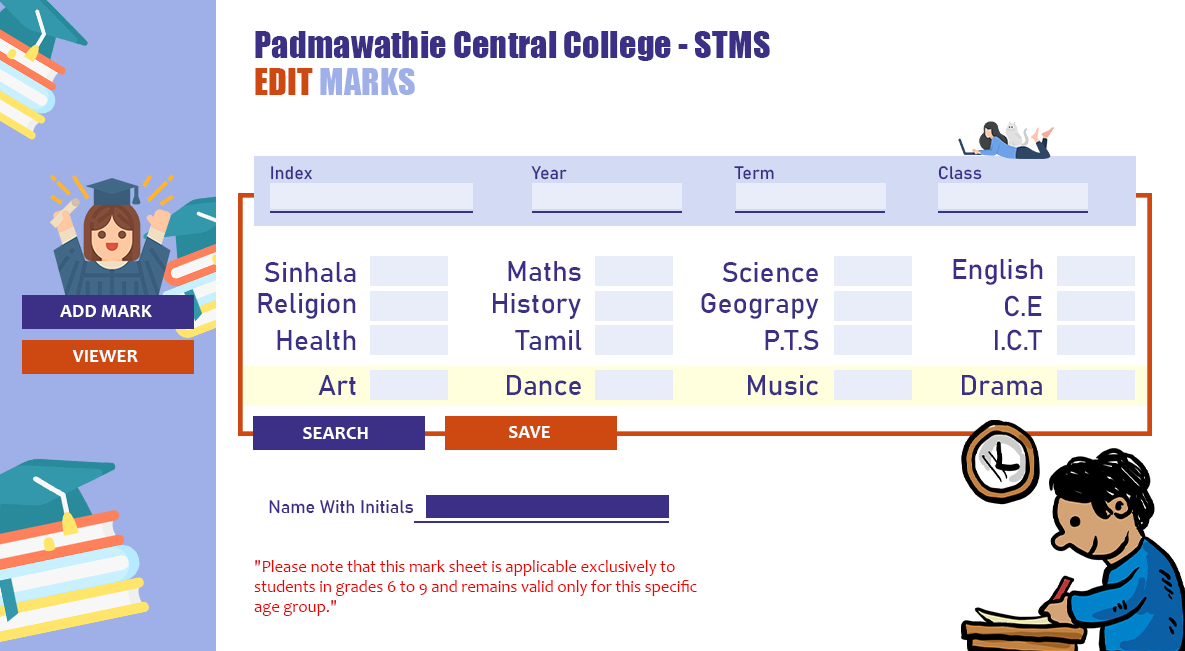 Padmawathie Central College - STMS
EDIT MARKS
Index Year Term Class
Sinhala Maths Science English
Religion History Geograpy C.E
Health Tamil P.T.S I.C.T
Art Dance Music Drama
ADD MARK
VIEWER
SEARCH SAVE
Name With Initials
"Please note that this mark sheet is applicable exclusively to
students in grades 6 to 9 and remains valid only for this specific
age group."